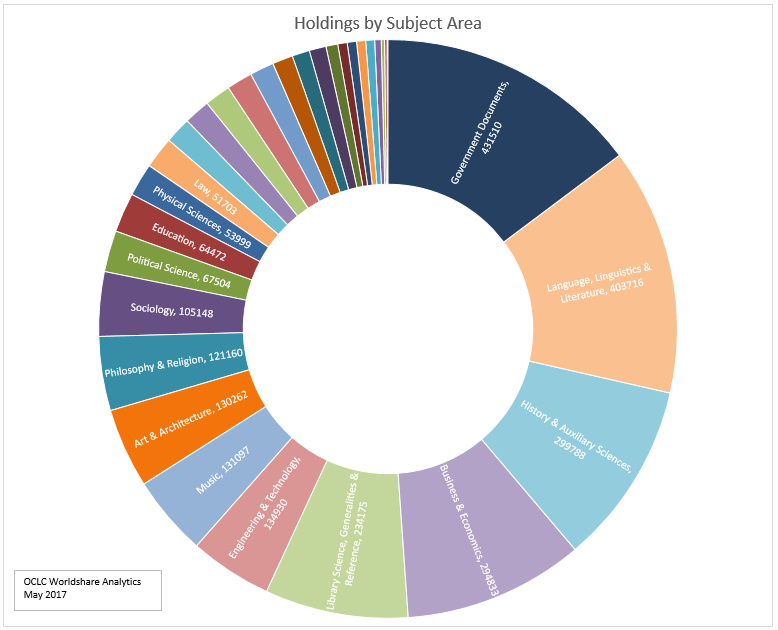 Holdings by Subject Area
Government Documents,
431510
Language, Linguistics &
Literature, 403716
History & Auxiliary Sciences,
299788
Business & Economics, 294833
Library Science, Generalities &
Reference, 234175
Engineering & Technology,
134930
Music, 131097
Art & Architecture, 130262
Philosophy & Religion, 121160
Sociology, 105148
Political Science, 67504
Education, 64472
Physical Sciences, 53999
Law, 51703
OCLC Worldshare Analytics
May 2017